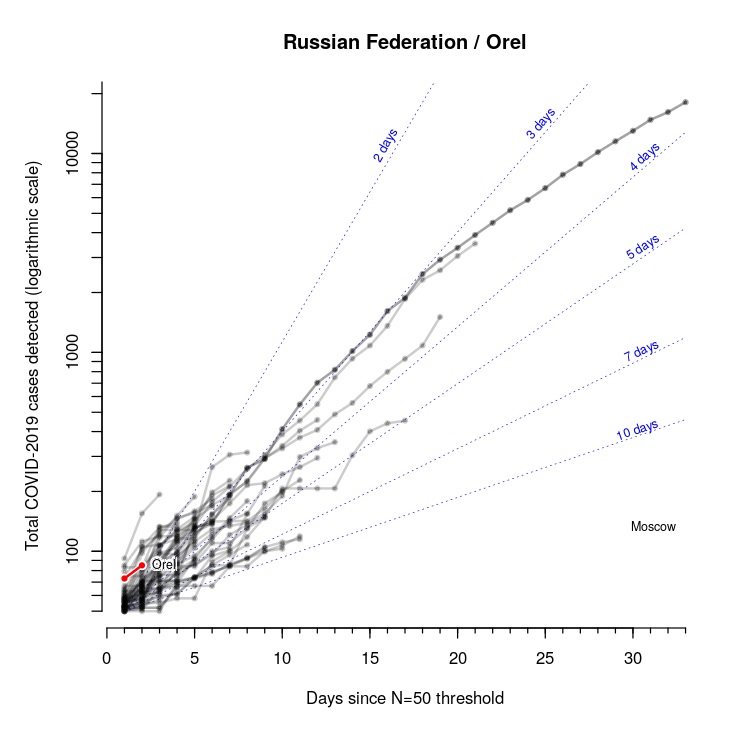 Russian Federation / Orel
Total COVID-2019 cases detected (logarithmic scale)
10000
1000
100
2 days
3 days
4 days
5 days
7 days
10 days
Moscow
Orel
0 5 10 15 20 25 30
Days since N=50 threshold